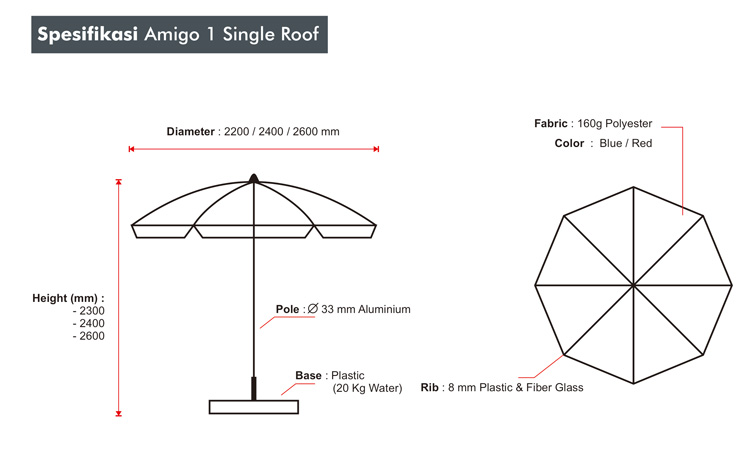 Spesifikasi Amigo 1 Single Roof
Diameter : 2200 / 2400 / 2600 mm
Fabric : 160g Polyester
Color : Blue / Red
Height (mm) :
- 2300
- 2400
- 2600
Pole : Ø 33 mm Aluminium
Base : Plastic
(20 Kg Water)
Rib : 8 mm Plastic & Fiber Glass